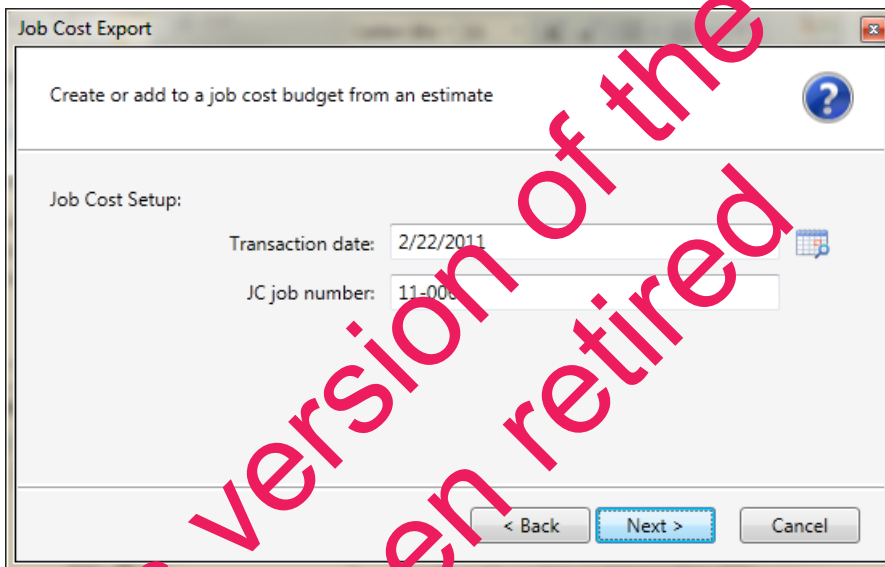 Job Cost Export
Create or add to a job cost budget from an estimate
Job Cost Setup:
Transaction date: 2/22/2011
JC job number:
< Back Next > Cancel
version of the
en retired